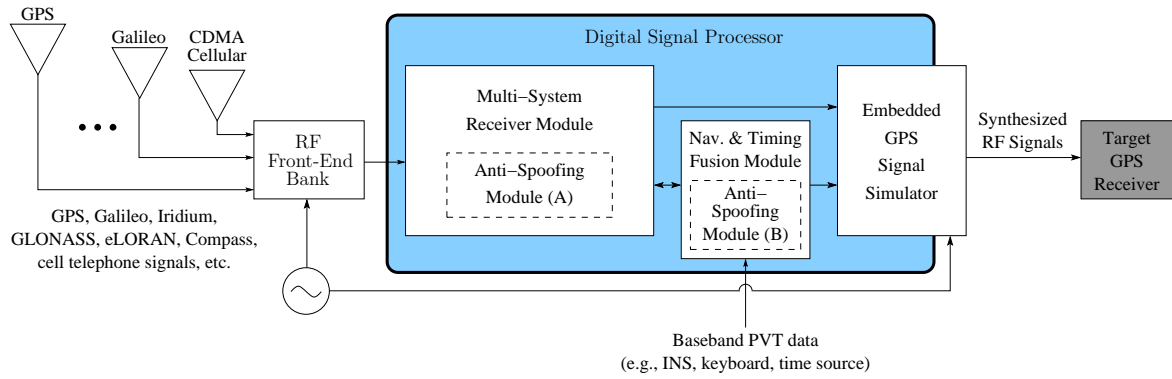 GPS
Galileo
CDMA
Cellular
GPS, Galileo, Iridium,
GLONASS, eLORAN, Compass,
cell telephone signals, etc.
RF
Front-End
Bank
Digital Signal Processor
Multi−System
Receiver Module
Anti−Spoofing
Module (A)
Nav. & Timing
Fusion Module
Anti−
Spoofing
Module (B)
Embedded
GPS
Signal
Simulator
Synthesized
RF Signals
Target
GPS
Receiver
Baseband PVT data
(e.g., INS, keyboard, time source)